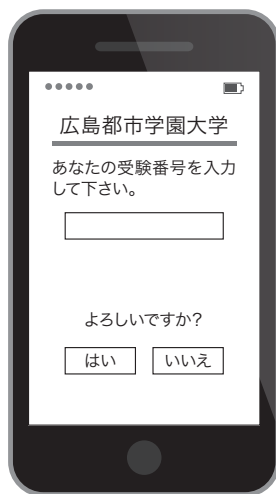 広島都市学園大学
あなたの受験番号を入力
して下さい。
よろしいですか?
はい
いいえ